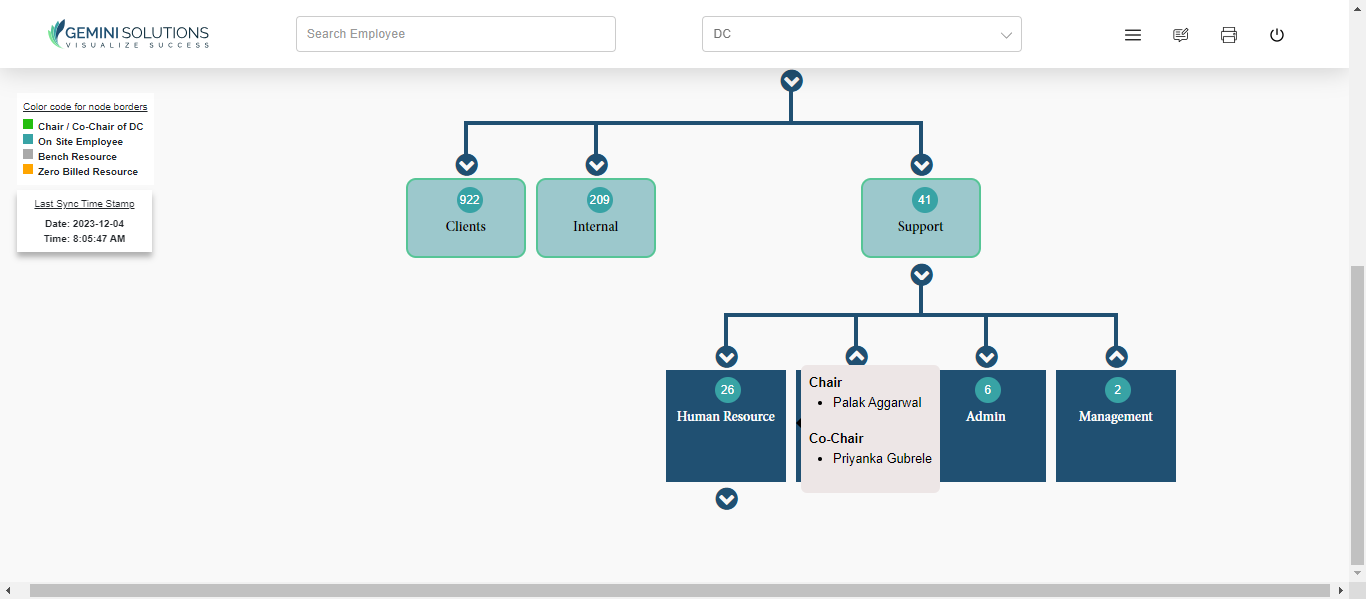 GEMINI SOLUTIONS
VISUALIZE SUCCESS
Search Employee
DC
Color code for node borders
Chair / Co-Chair of DC
On Site Employee
Bench Resource
Zero Billed Resource
Last Sync Time Stamp
Date: 2023-12-04
Time: 8:05:47 AM
922
Clients
209
Internal
41
Support
26
Human Resource
Chair
• Palak Aggarwal
Co-Chair
• Priyanka Gubrele
6
Admin
2
Management